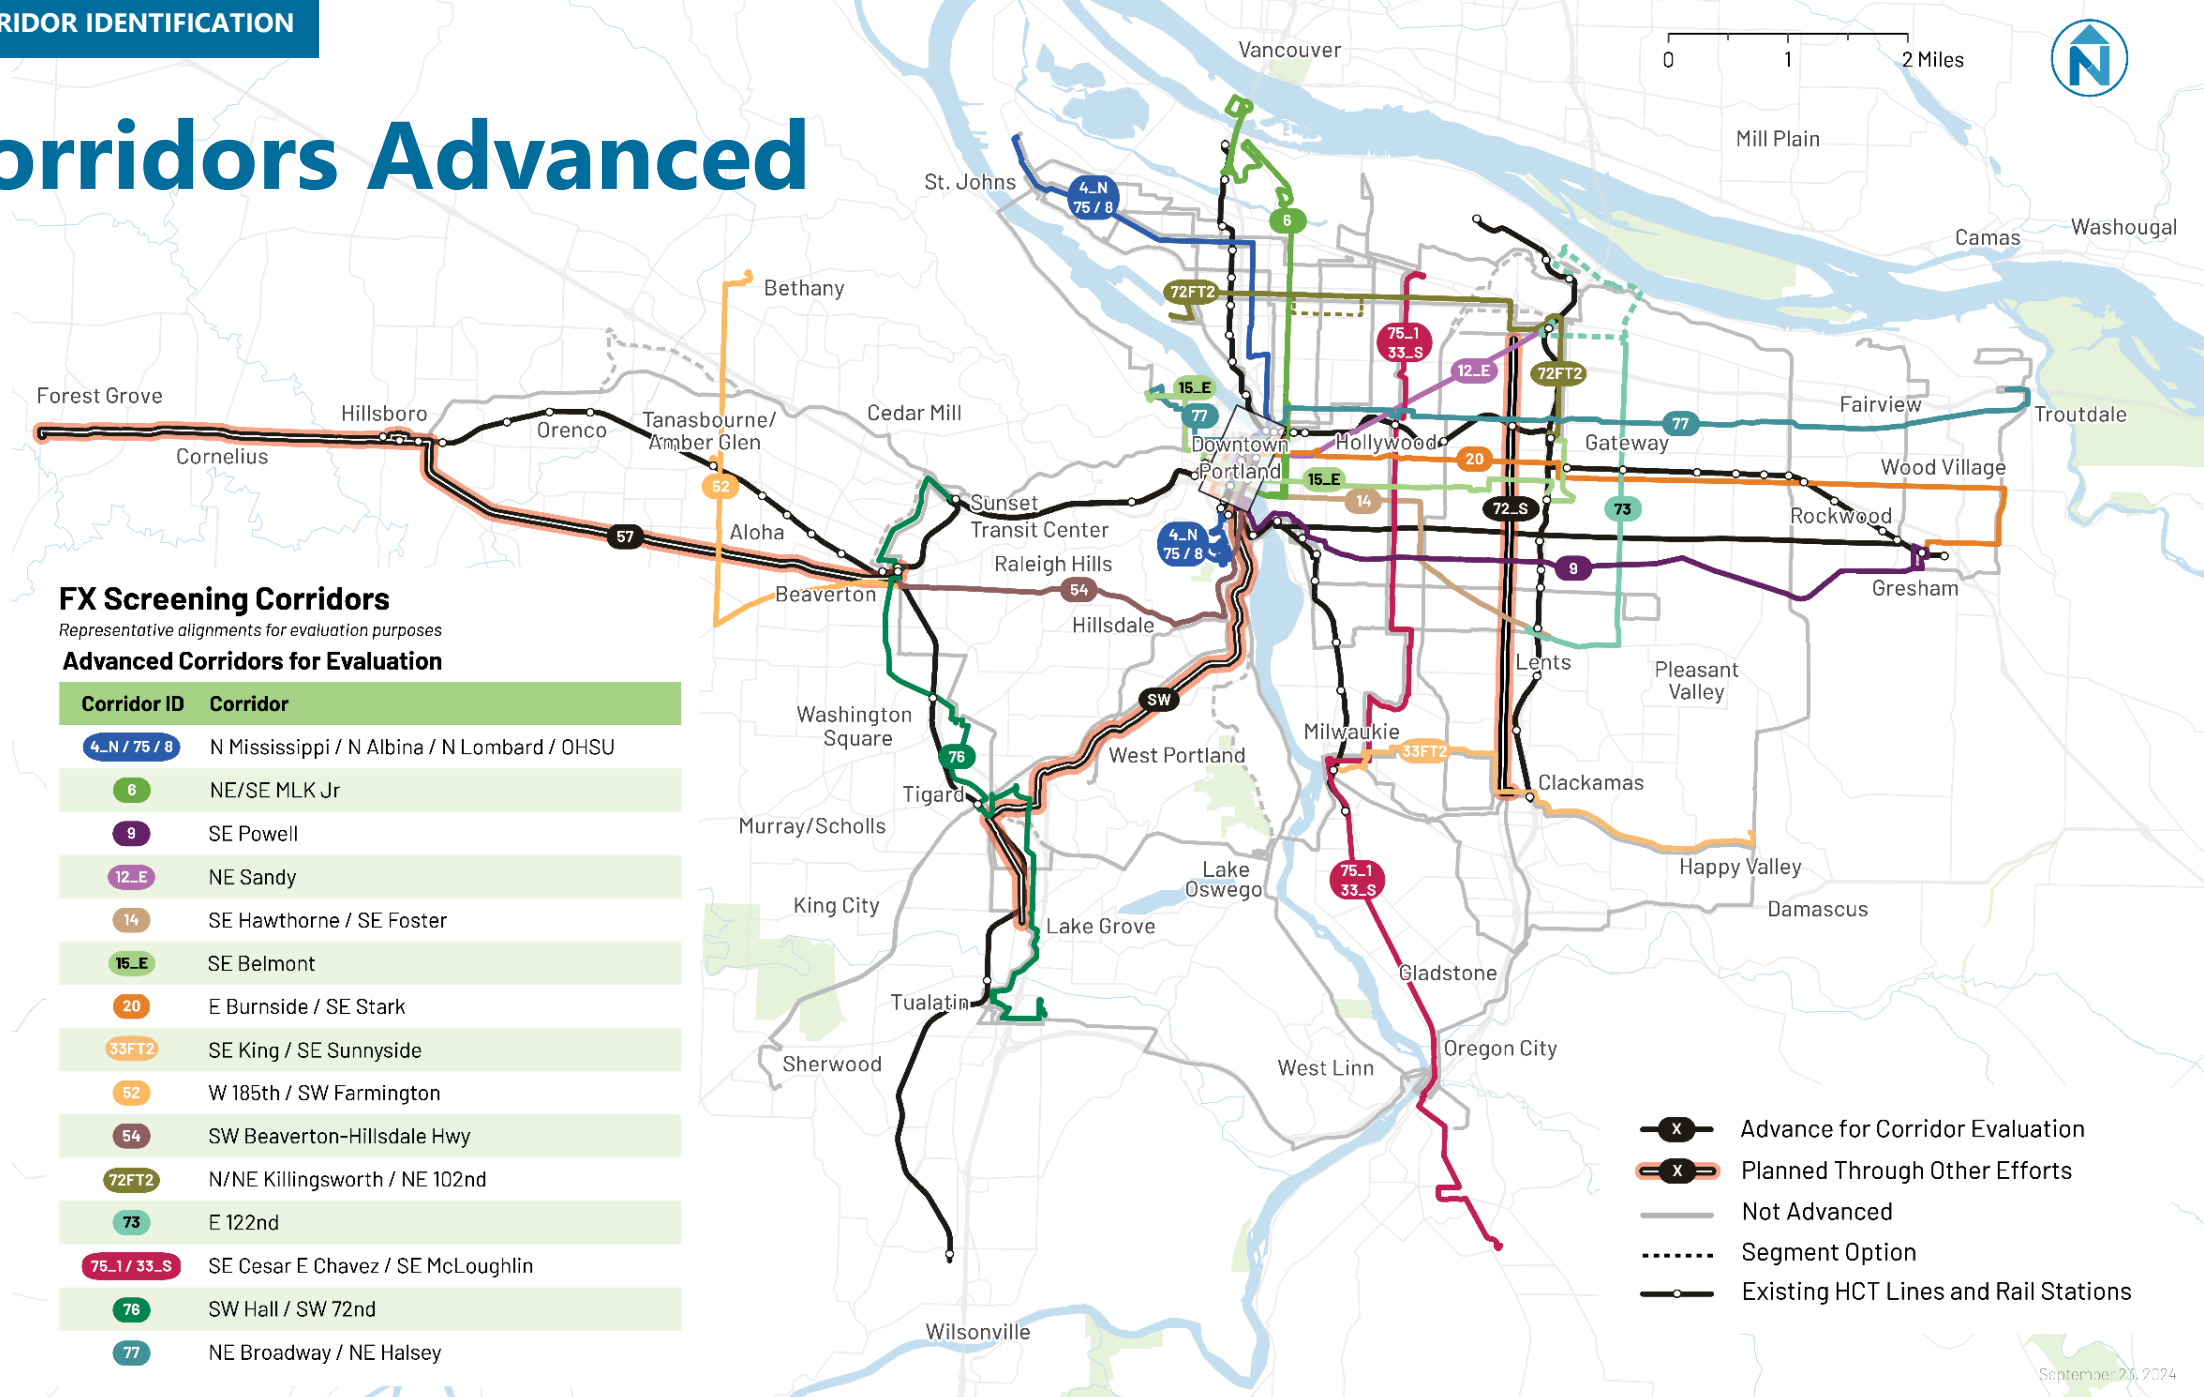 RIDOR IDENTIFICATION
orridors Advanced
0 1 2 Miles
N
Vancouver
Mill Plain
Washougal
Camas
St. Johns
4_N
75 / 8
6
Bethany
72FT2
75_1
33_S
12_E
72FT2
15_E
77
Forest Grove
Hillsboro
Orenco
Tanasbourne/
Amber Glen
Cedar Mill
Fairview
Troutdale
77
Cornelius
Downtown
Portland
Hollywood
Gateway
20
Wood Village
52
15_E
14
72_S
73
Rockwood
Sunset
Transit Center
57
Aloha
4_N
75 / 8
Raleigh Hills
9
Gresham
Beaverton
54
Hillsdale
Lents
Pleasant
Valley
SW
Washington
Square
76
West Portland
Milwaukie
33FT2
Clackamas
Tigard
Murray/Scholls
Happy Valley
Lake
Oswego
75_1
33_S
King City
Lake Grove
Damascus
Gladstone
Tualatin
Sherwood
West Linn
Oregon City
Wilsonville
FX Screening Corridors
Representative alignments for evaluation purposes
Advanced Corridors for Evaluation
Corridor ID Corridor
4_N / 75 / 8 N Mississippi / N Albina / N Lombard / OHSU
6 NE/SE MLK Jr
9 SE Powell
12_E NE Sandy
14 SE Hawthorne / SE Foster
15_E SE Belmont
20 E Burnside / SE Stark
33FT2 SE King / SE Sunnyside
52 W 185th / SW Farmington
54 SW Beaverton-Hillsdale Hwy
72FT2 N/NE Killingsworth / NE 102nd
73 E 122nd
75_1 / 33_S SE Cesar E Chavez / SE McLoughlin
76 SW Hall / SW 72nd
77 NE Broadway / NE Halsey
X Advance for Corridor Evaluation
X Planned Through Other Efforts
Not Advanced
Segment Option
Existing HCT Lines and Rail Stations
September 23, 2024